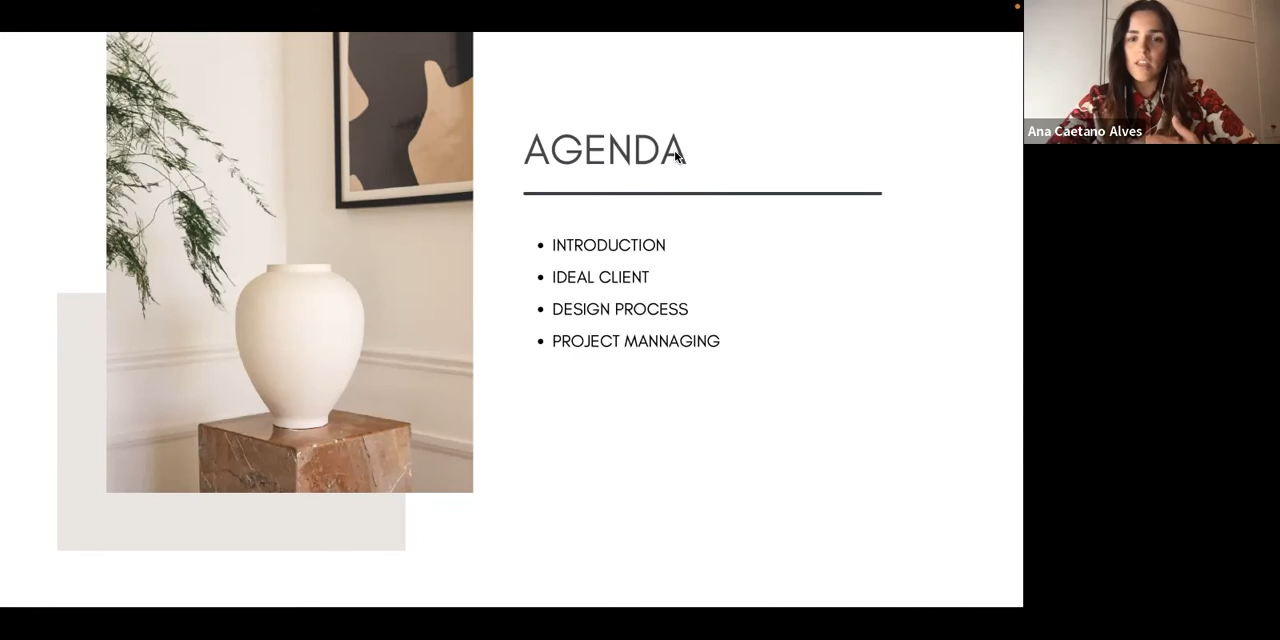 AGENDA
INTRODUCTION
IDEAL CLIENT
DESIGN PROCESS
PROJECT MANNAGING
Ana Caetano Alves